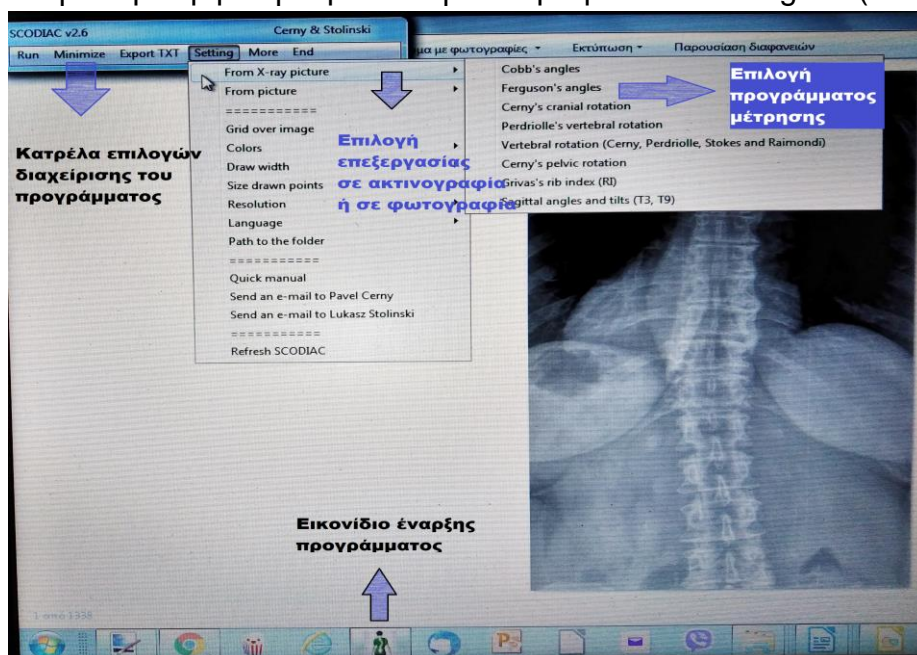 SCODIAC v2.6 Cerny & Stolinski
Run Minimize Export TXT Setting More End
μα με φωτογραφίες Εκτύπωση Παρουσίαση διαφανειών
From X-ray picture
From picture
===========
Grid over image
Colors
Draw width
Size drawn points
Resolution
Language
Path to the folder
===========
Quick manual
Send an e-mail to Pavel Cerny
Send an e-mail to Lukasz Stolinski
===========
Refresh SCODIAC
Cobb's angles
Ferguson's angles
Cerny's cranial rotation
Perdriolle's vertebral rotation
Vertebral rotation (Cerny, Perdriolle, Stokes and Raimondi)
Cerny's pelvic rotation
Grivas's rib index (RI)
Sagittal angles and tilts (T3, T9)
Επιλογή
προγράμματος
μέτρησης
Κατρέλα επιλογών
διαχείρισης του
προγράμματος
Επιλογή
επεξεργασίας
σε ακτινογραφία
ή σε φωτογραφία
Εικονίδιο έναρξης
προγράμματος
1 από 1338